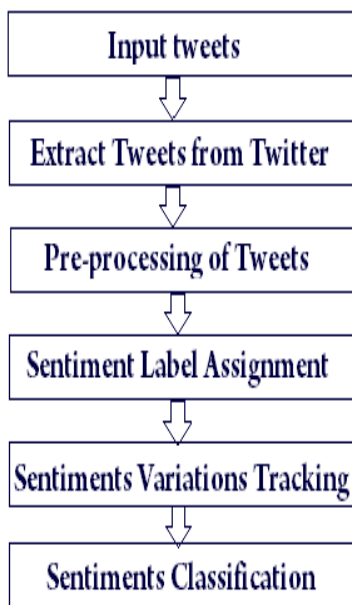 Input tweets
Extract Tweets from Twitter
Pre-processing of Tweets
Sentiment Label Assignment
Sentiments Variations Tracking
Sentiments Classification